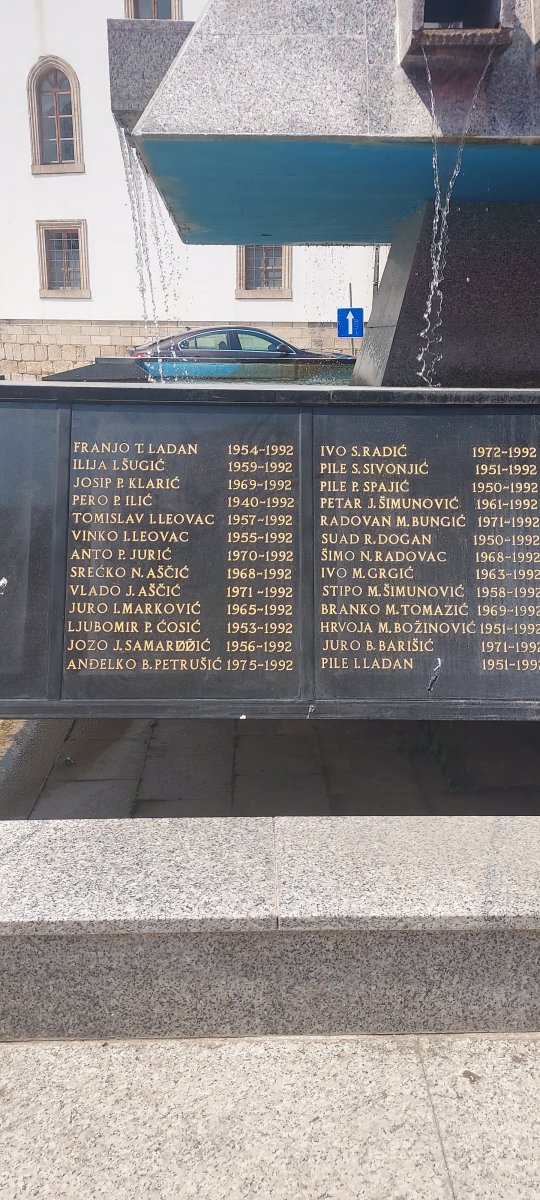 FRANJO T. LADAN 1954-1992
ILIJA I. ŠUGIĆ 1959-1992
JOSIP P. KLARIĆ 1969-1992
PERO P. ILIĆ 1940-1992
TOMISLAV I. LEOVAC 1957-1992
VINKO I. LEOVAC 1955-1992
ANTO P. JURIĆ 1970-1992
SREĆKO N. AŠČIĆ 1968-1992
VLADO J. AŠČIĆ 1971-1992
JURO I. MARKOVIĆ 1965-1992
LJUBOMIR P. ĆOSIĆ 1953-1992
JOZO J. 1956-1992
ANĐELKO B. PETRUŠIĆ 1975-1992
IVO S. RADIĆ 1972-1992
PILE S. SIVONJIĆ 1951-1992
PILE P. SPAJIĆ 1950-1992
PETAR J. ŠIMUNOVIĆ 1961-1992
RADOVAN M. BUNGIĆ 1971-1992
SUAD R. DOGAN 1950-1992
ŠIMO N. RADOVAC 1968-1992
IVO M. GRGIĆ 1963-1992
STIPO M. ŠIMUNOVIĆ 1958-1992
BRANKO M. TOMAZIĆ 1969-1992
HRVOJA M. BOŽINOVIĆ 1951-1992
JURO B. BARIŠIĆ 1971-1992
PILE I. LADAN 1951-1992